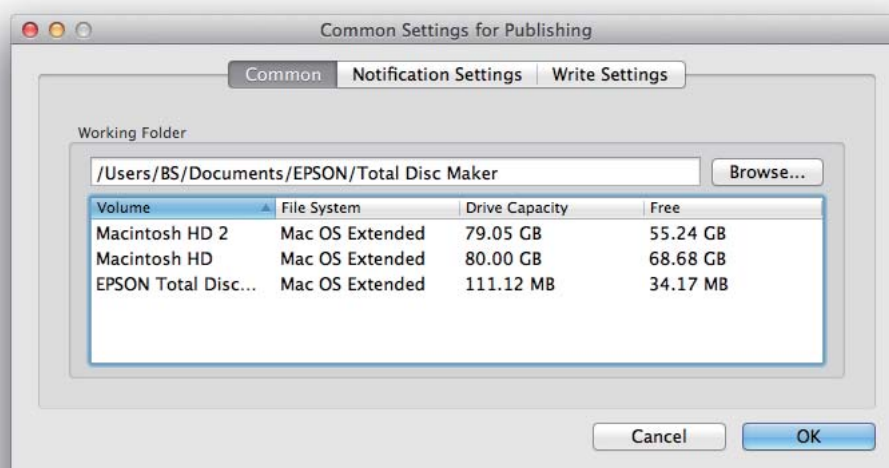 Common Settings for Publishing
Common Notification Settings Write Settings
Working Folder
/Users/BS/Documents/EPSON/Total Disc Maker Browse...
Volume File System Drive Capacity Free
Macintosh HD 2 Mac OS Extended 79.05 GB 55.24 GB
Macintosh HD Mac OS Extended 80.00 GB 68.68 GB
EPSON Total Disc... Mac OS Extended 111.12 MB 34.17 MB
Cancel OK